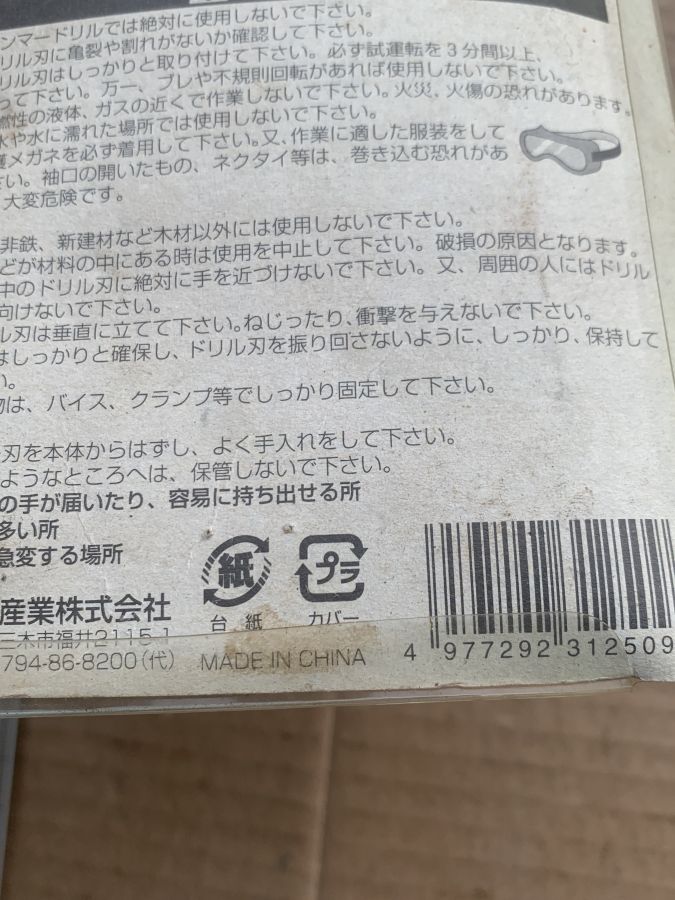 ンマードリルでは絶対に使用しないで下さい。
リル刃に亀裂や割れがないか確認して下さい。
リル刃はしっかりと取り付けて下さい。必ず試運転を3分間以上、
って下さい。万一、ブレや不規則回転があれば使用しないで下さい。
燃性の液体、ガスの近くで作業しないで下さい。火災、火傷の恐れがあります。
水や水に濡れた場所では使用しないで下さい。
護メガネを必ず着用して下さい。又、作業に適した服装をして
さい。袖口の開いたもの、ネクタイ等は、巻き込む恐れがあ
大変危険です。
非鉄、新建材など木材以外には使用しないで下さい。
どが材料の中にある時は使用を中止して下さい。破損の原因となります。
中のドリル刃に絶対に手を近づけないで下さい。又、周囲の人にはドリル
向けないで下さい。
ル刃は垂直に立てて下さい。ねじったり、衝撃を与えないで下さい。
はしっかりと確保し、ドリル刃を振り回さないように、しっかり、保持して
い。
物は、バイス、クランプ等でしっかり固定して下さい。
刃を本体からはずし、よく手入れをして下さい。
ようなところへは、保管しないで下さい。
の手が届いたり、容易に持ち出せる所
多い所
急変する場所
紙 プラ
台紙 カバー
産業株式会社
三木市福井2115-1
794-86-8200(代) MADE IN CHINA
4 977292 312509